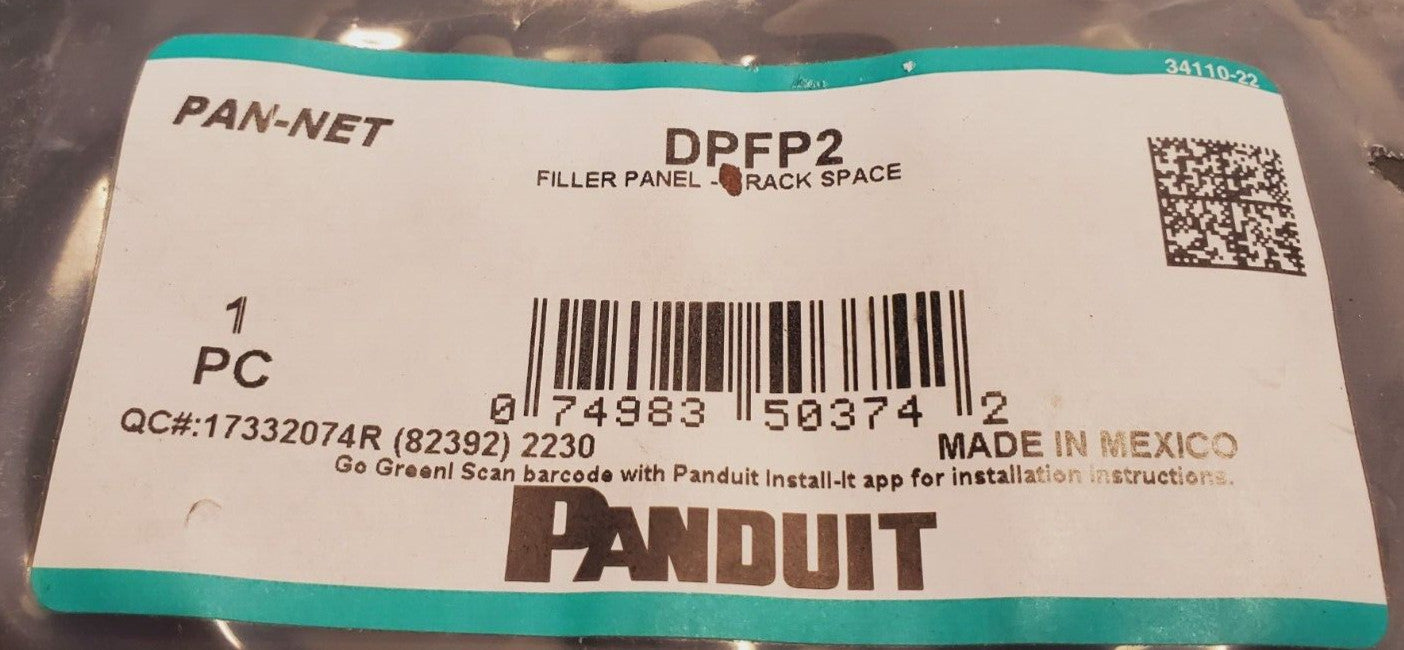 34110-22
PAN-NET
DPFP2
FILLER PANEL - RACK SPACE
1
PC
0 74983 50374 2
QC#:17332074R (82392) 2230
MADE IN MEXICO
Go Green! Scan barcode with Panduit Install-It app for installation instructions.
PANDUIT